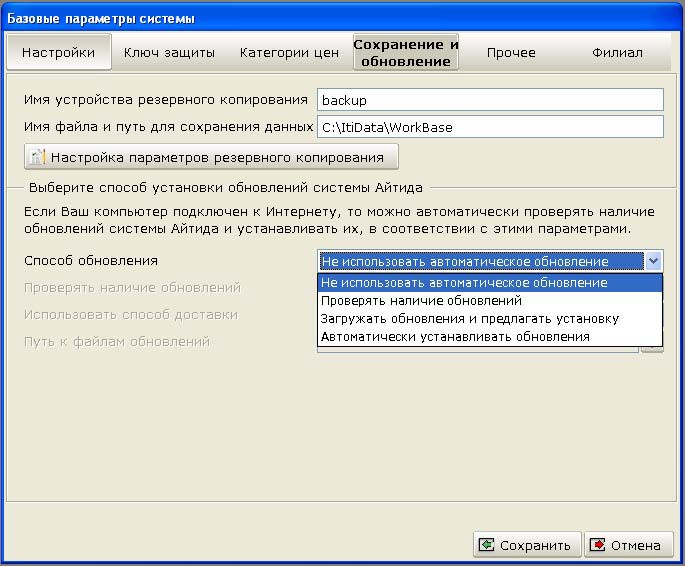 Базовые параметры системы
Настройки Ключ защиты Категории цен Сохранение и обновление Прочее Филиал
Имя устройства резервного копирования backup
Имя файла и путь для сохранения данных C:\ItiData\WorkBase
Настройка параметров резервного копирования
Выберите способ установки обновлений системы Айтида
Если Ваш компьютер подключен к Интернету, то можно автоматически проверять наличие
обновлений системы Айтида и устанавливать их, в соответствии с этими параметрами.
Способ обновления Не использовать автоматическое обновление
Проверять наличие обновлений Не использовать автоматическое обновление
Проверять наличие обновлений
Использовать способ доставки Загружать обновления и предлагать установку
Путь к файлам обновлений Автоматически устанавливать обновления
Сохранить Отмена